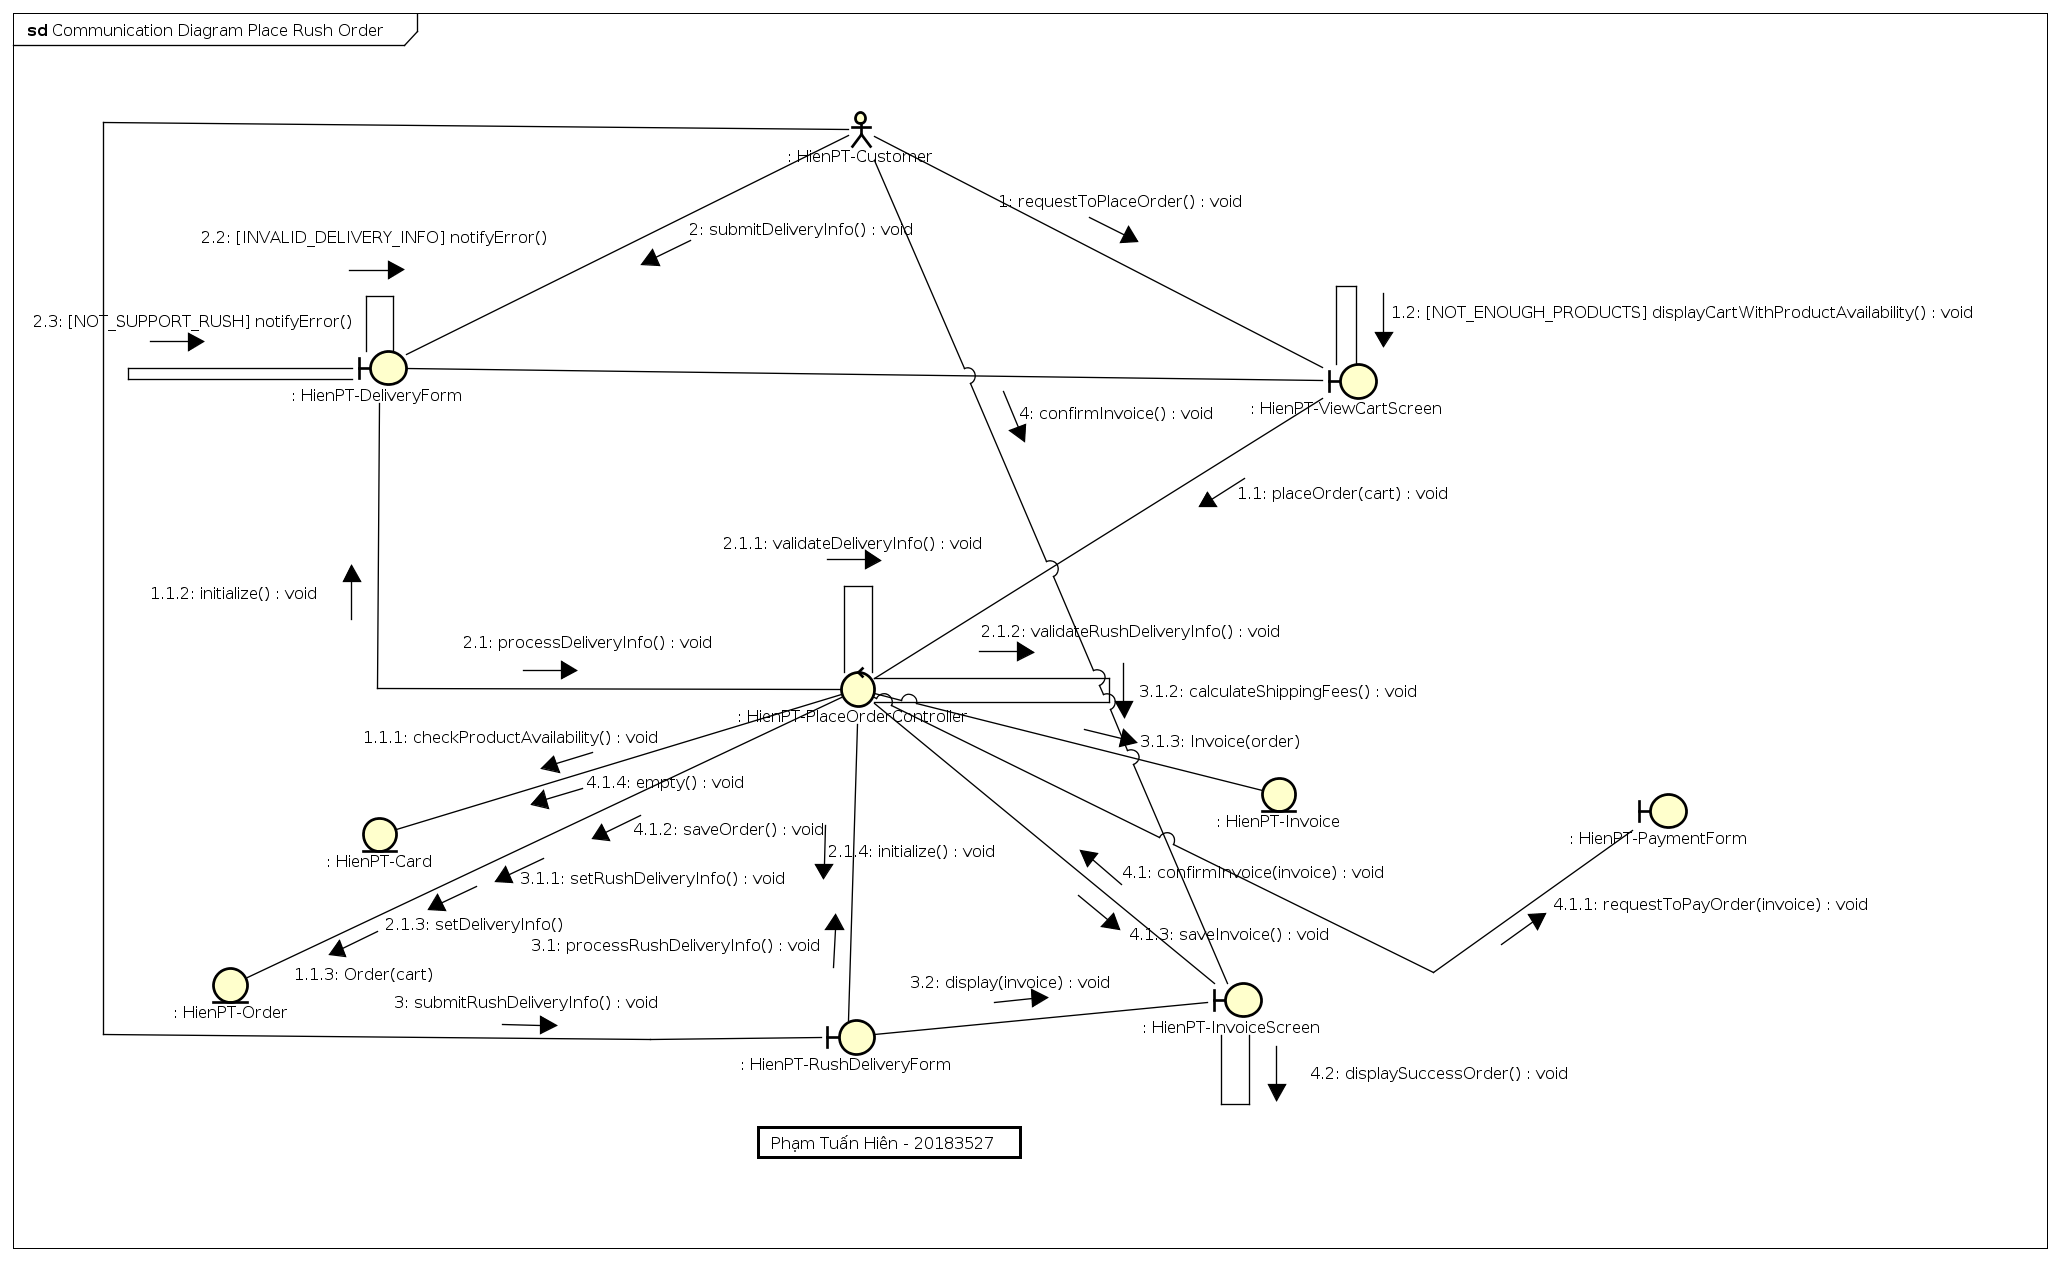 sd Communication Diagram Place Rush Order
: HienPT-Customer
1: requestToPlaceOrder() : void
2: submitDeliveryInfo() : void
2.2: [INVALID_DELIVERY_INFO] notifyError()
2.3: [NOT_SUPPORT_RUSH] notifyError()
1.2: [NOT_ENOUGH_PRODUCTS] displayCartWithProductAvailability() : void
: HienPT-DeliveryForm
: HienPT-ViewCartScreen
4: confirmInvoice() : void
1.1: placeOrder(cart) : void
2.1.1: validateDeliveryInfo() : void
1.1.2: initialize() : void
2.1: processDeliveryInfo() : void
2.1.2: validateRushDeliveryInfo() : void
3.1.2: calculateShippingFees() : void
: HienPT-PlaceOrderController
1.1.1: checkProductAvailability() : void
3.1.3: Invoice(order)
4.1.4: empty() : void
: HienPT-Invoice
4.1.2: saveOrder() : void
: HienPT-PaymentForm
2.1.4: initialize() : void
: HienPT-Card
4.1: confirmInvoice(invoice) : void
3.1.1: setRushDeliveryInfo() : void
4.1.1: requestToPayOrder(invoice) : void
2.1.3: setDeliveryInfo()
4.1.3: saveInvoice() : void
3.1: processRushDeliveryInfo() : void
1.1.3: Order(cart)
3.2: display(invoice) : void
3: submitRushDeliveryInfo() : void
: HienPT-Order
: HienPT-InvoiceScreen
: HienPT-RushDeliveryForm
4.2: displaySuccessOrder() : void
Phạm Tuấn Hiên - 20183527